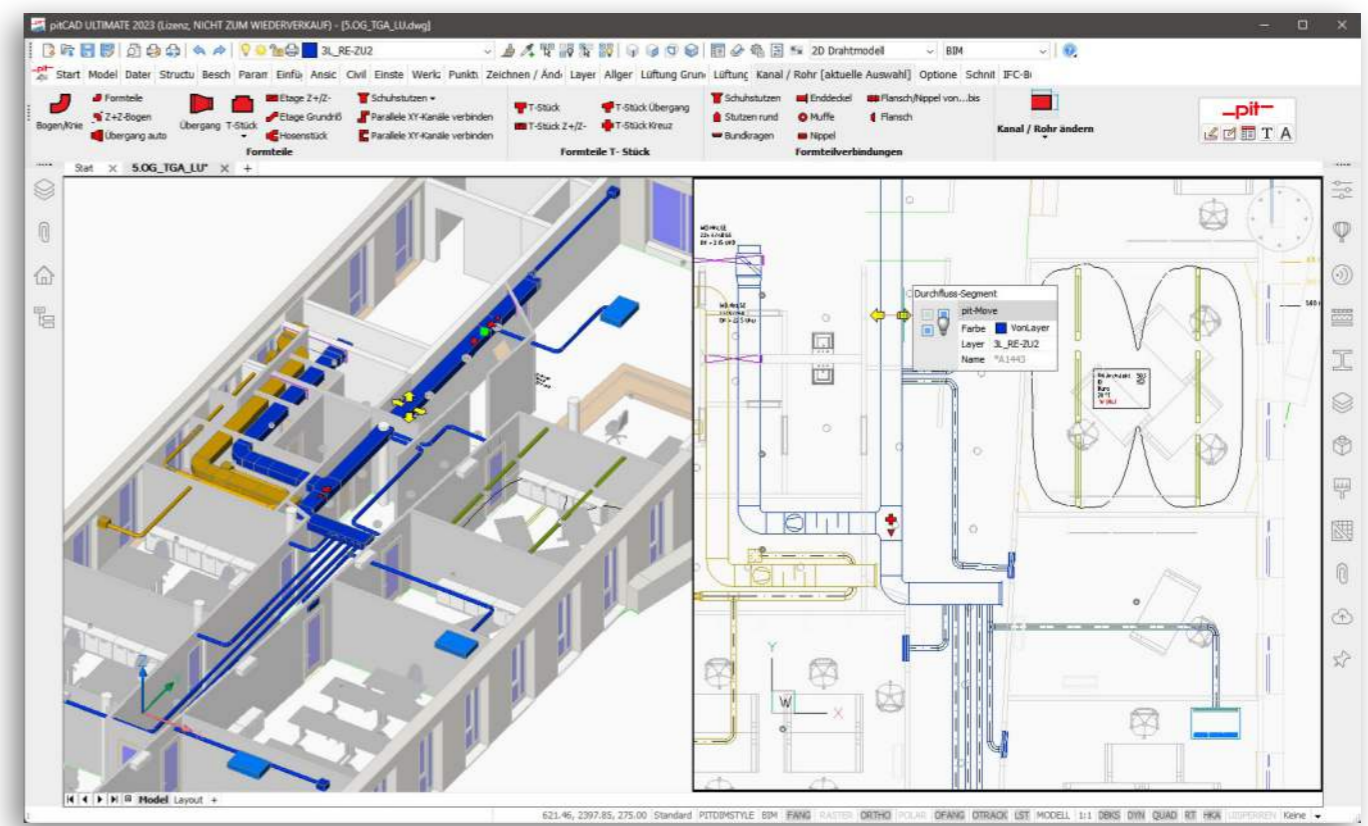 pitCAD ULTIMATE 2023 (Lizenz, NICHT ZUM WIEDERVERKAUF) - [5.OG_TGA_LU.dwg]
3L_RE-ZU2
2D Drahtmodell
BIM
-pit- Start Model Dater Structu Besch Param Einfü Ansic Civil Einste Werkz Punkt Zeichnen / Änd Layer Allger Lüftung Grun Lüftung Kanal / Rohr [aktuelle Auswahl] Optione Schnit IFC-B
Bogen/Knie
Formteile
Z+Z-Bogen
Übergang auto
Übergang
T-Stück
Etage Z+/Z-
Etage Grundriß
Hosenstück
Schuhstutzen
Parallele XY-Kanäle verbinden
Parallele XY-Kanäle verbinden
Formteile
T-Stück
T-Stück Z+/Z-
T-Stück Übergang
T-Stück Kreuz
Formteile T- Stück
Schuhstutzen
Stutzen rund
Bundkragen
Enddeckel
Muffe
Nippel
Flansch/Nippel von...bis
Flansch
Formteilverbindungen
Kanal / Rohr ändern
-pit-
T A
Start × 5.OG_TGA_LU* × +
Durchfluss-Segment
pit-Move
Farbe VonLayer
Layer 3L_RE-ZU2
Name *A1443
Z
Y
W
X
Model Layout +
: 621.46, 2397.85, 275.00 Standard PITDIMSTYLE BIM FANG RASTER ORTHO POLAR OFANG OTRACK LST MODELL 1:1 DBKS DYN QUAD RT HKA UISPERREN Keine